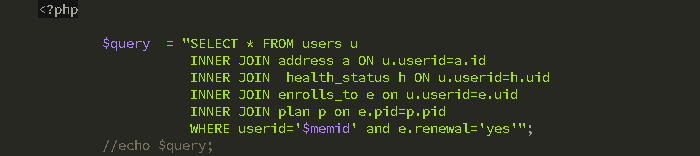 <?php
$query  = "SELECT * FROM users u
INNER JOIN address a ON u.userid=a.id
INNER JOIN  health_status h ON u.userid=h.uid
INNER JOIN enrolls_to e on u.userid=e.uid
INNER JOIN plan p on e.pid=p.pid
WHERE userid='$memid' and e.renewal='yes'";
//echo $query;